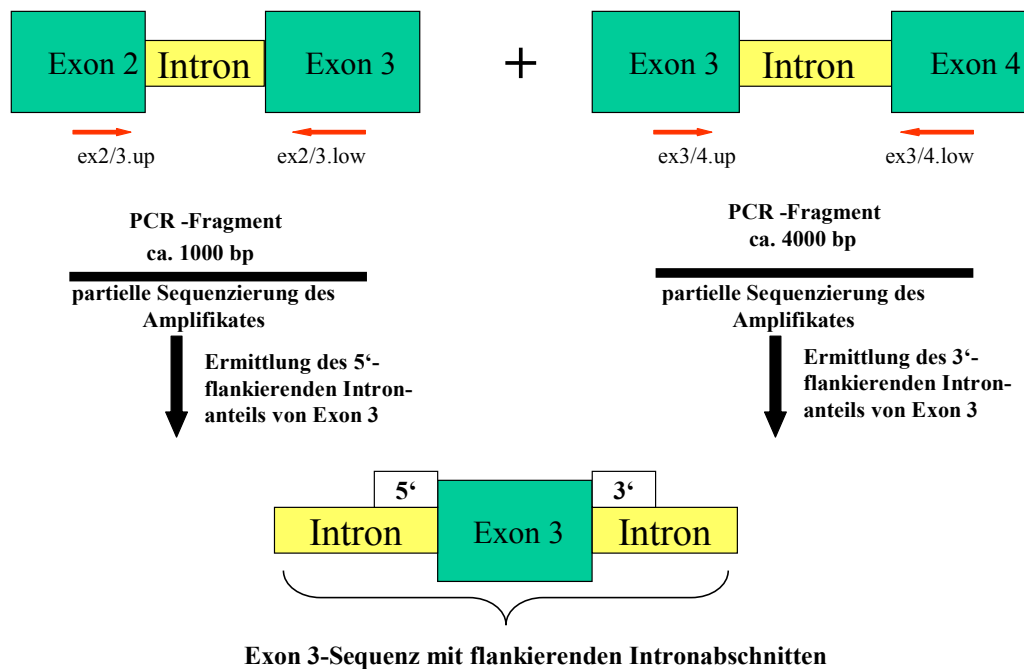 Exon 2
Intron
Exon 3
+
Exon 3
Intron
Exon 4
ex2/3.up
ex2/3.low
ex3/4.up
ex3/4.low
PCR -Fragment
ca. 1000 bp
partielle Sequenzierung des
Amplifikates
Ermittlung des 5‘-
flankierenden Intron-
anteils von Exon 3
PCR -Fragment
ca. 4000 bp
partielle Sequenzierung des
Amplifikates
Ermittlung des 3‘-
flankierenden Intron-
anteils von Exon 3
5‘
3‘
Intron
Exon 3
Intron
Exon 3-Sequenz mit flankierenden Intronabschnitten